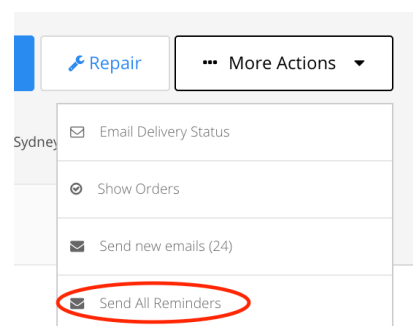 Repair
More Actions
Sydney
Email Delivery Status
Show Orders
Send new emails (24)
Send All Reminders